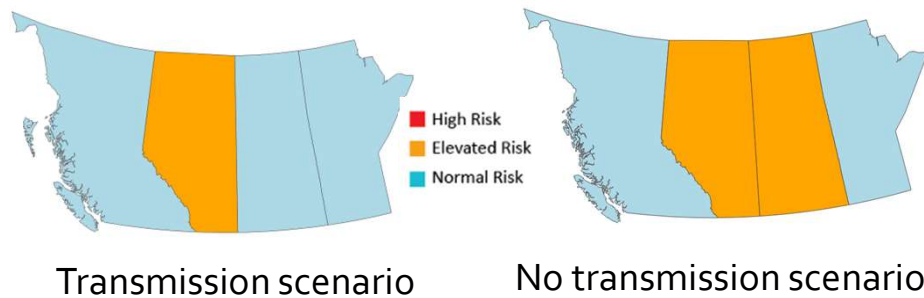 High Risk
Elevated Risk
Normal Risk
Transmission scenario
No transmission scenario